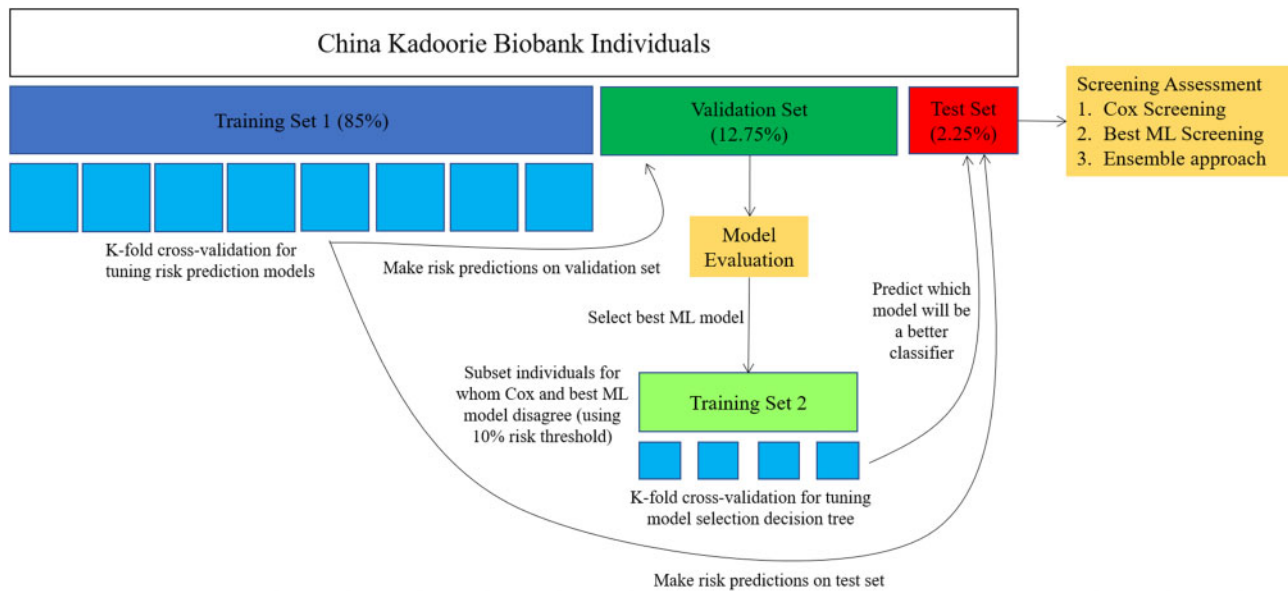 China Kadoorie Biobank Individuals
Training Set 1 (85%)
Validation Set
(12.75%)
Test Set
(2.25%)
Screening Assessment
1. Cox Screening
2. Best ML Screening
3. Ensemble approach
K-fold cross-validation for
tuning risk prediction models
Make risk predictions on validation set
Model
Evaluation
Select best ML model
Predict which
model will be
a better
classifier
Subset individuals for
whom Cox and best ML
model disagree (using
10% risk threshold)
Training Set 2
K-fold cross-validation for tuning
model selection decision tree
Make risk predictions on test set